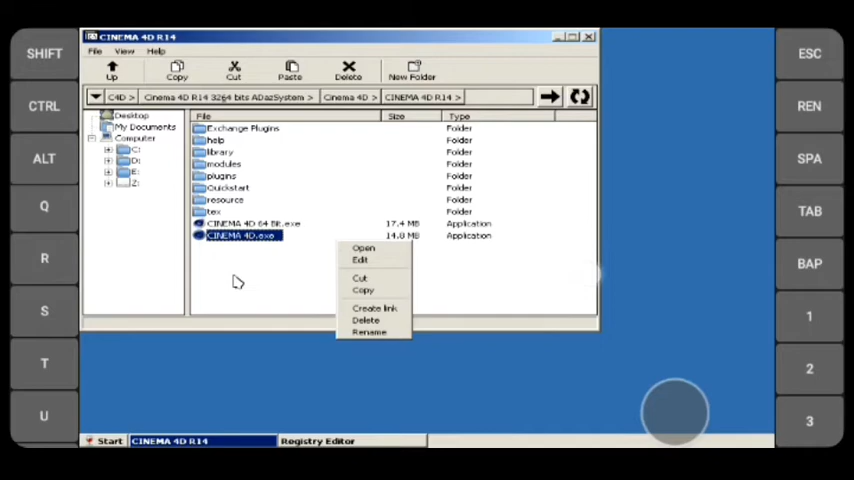 CINEMA 4D R14
File View Help
Up Copy Cut Paste Delete New Folder
C4D > Cinema 4D R14 3264 bits ADazSystem > Cinema 4D > CINEMA 4D R14 >
Desktop
My Documents
Computer
C:
D:
E:
Z:
File Size Type
Exchange Plugins Folder
help Folder
library Folder
modules Folder
plugins Folder
Quickstart Folder
resource Folder
tex Folder
CINEMA 4D 64 Bit.exe 17.4 MB Application
CINEMA 4D.exe 14.8 MB Application
Open
Edit
Cut
Copy
Create link
Delete
Rename
Start CINEMA 4D R14 Registry Editor
SHIFT
CTRL
ALT
Q
R
S
T
U
ESC
REN
SPA
TAB
BAP
1
2
3